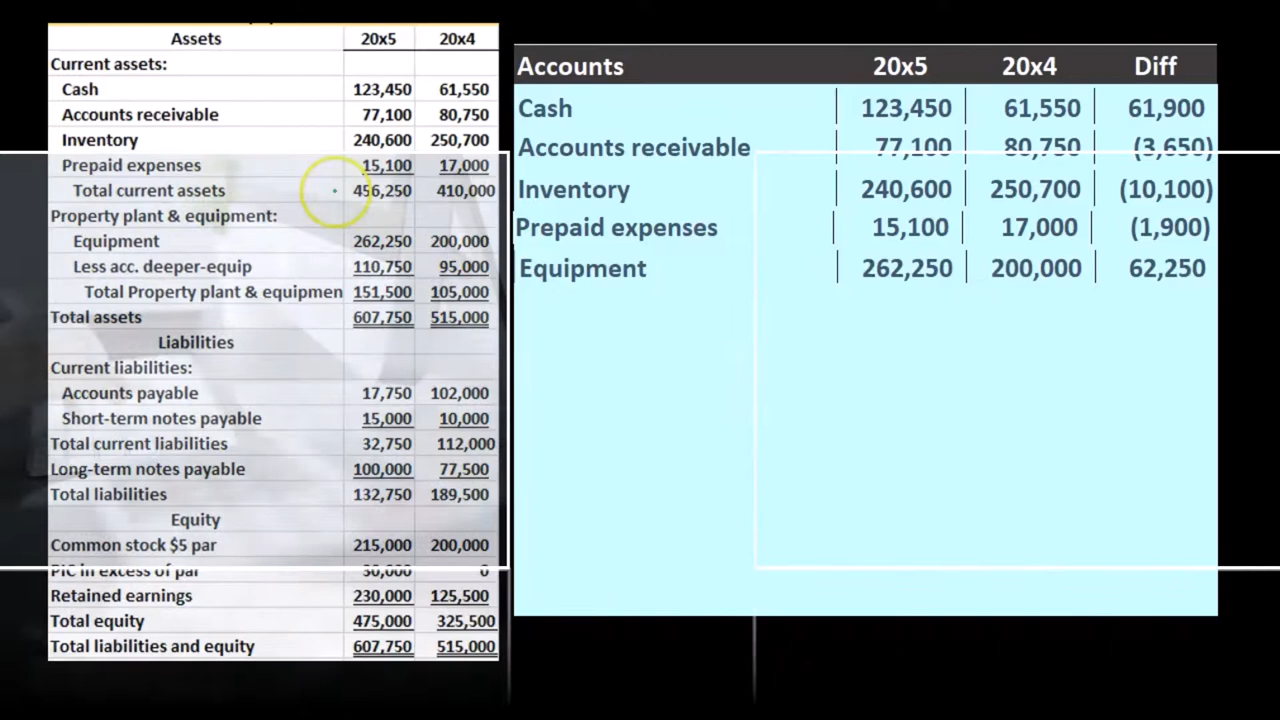 Assets 20x5 20x4
Current assets:
Cash 123,450 61,550
Accounts receivable 77,100 80,750
Inventory 240,600 250,700
Prepaid expenses 15,100 17,000
Total current assets 456,250 410,000
Property plant & equipment:
Equipment 262,250 200,000
Less acc. deeper-equip 110,750 95,000
Total Property plant & equipmen 151,500 105,000
Total assets 607,750 515,000
Liabilities
Current liabilities:
Accounts payable 17,750 102,000
Short-term notes payable 15,000 10,000
Total current liabilities 32,750 112,000
Long-term notes payable 100,000 77,500
Total liabilities 132,750 189,500
Equity
Common stock $5 par 215,000 200,000
PIC in excess of par 30,000 0
Retained earnings 230,000 125,500
Total equity 475,000 325,500
Total liabilities and equity 607,750 515,000
Accounts 20x5 20x4 Diff
Cash 123,450 61,550 61,900
Accounts receivable 77,100 80,750 (3,650)
Inventory 240,600 250,700 (10,100)
Prepaid expenses 15,100 17,000 (1,900)
Equipment 262,250 200,000 62,250